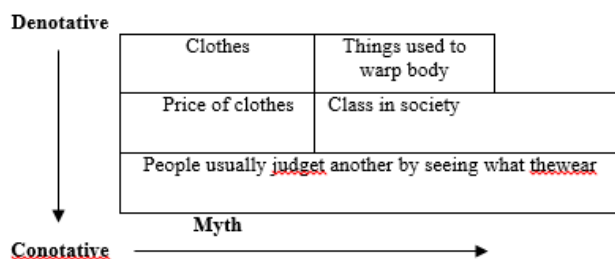 Denotative
Clothes
Things used to
warp body
Price of clothes
Class in society
People usually judget another by seeing what thewear
Myth
Conotative